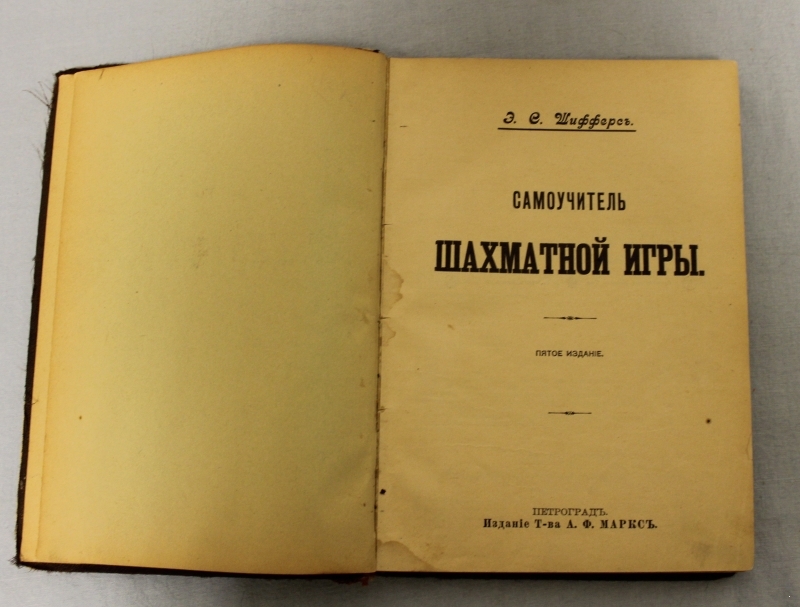 Э. С. Шифферсъ.
САМОУЧИТЕЛЬ
ШАХМАТНОЙ ИГРЫ.
ПЯТОЕ ИЗДАНІЕ.
ПЕТРОГРАДЪ.
Изданіе Т-ва А. Ф. МАРКСЪ.